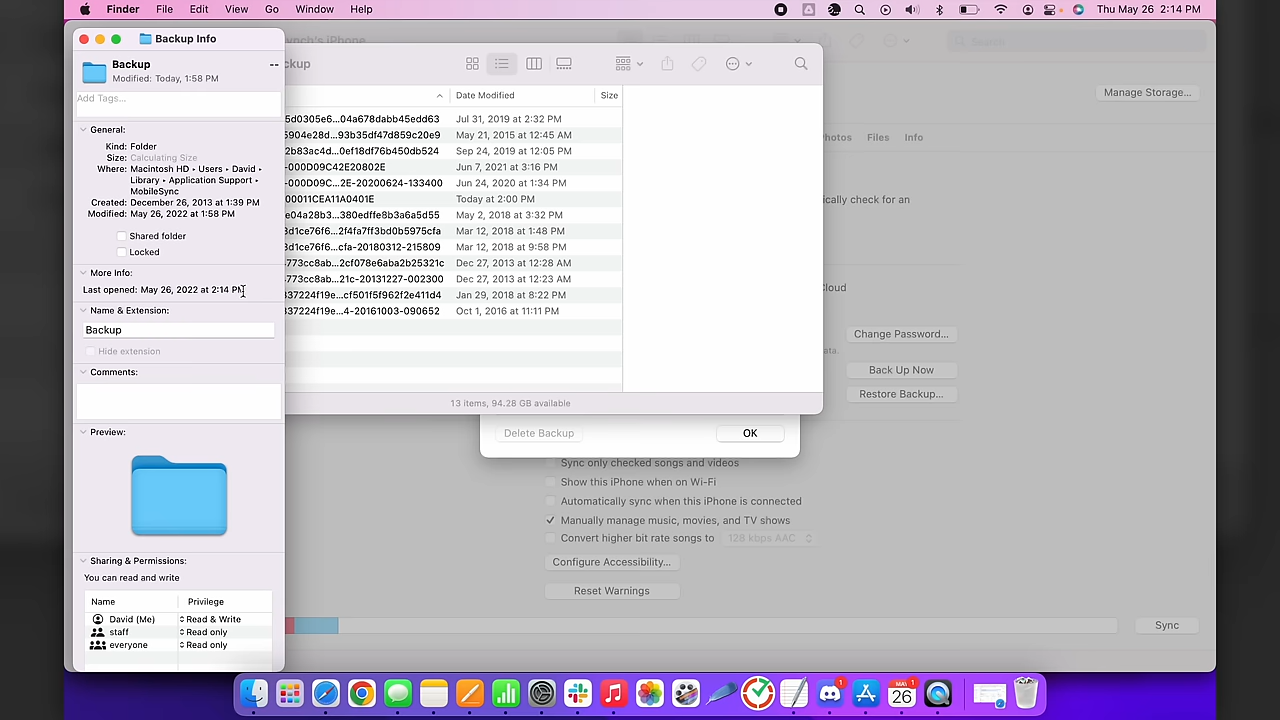 Finder File Edit View Go Window Help
Thu May 26 2:14 PM
Backup Info
Backup
--
Modified: Today, 1:58 PM
Add Tags...
General:
Kind: Folder
Size: Calculating Size
Where: Macintosh HD ▸ Users ▸ David ▸
Library ▸ Application Support ▸
MobileSync
Created: December 26, 2013 at 1:39 PM
Modified: May 26, 2022 at 1:58 PM
Shared folder
Locked
More Info:
Last opened: May 26, 2022 at 2:14 PM
Name & Extension:
Backup
Hide extension
Comments:
Preview:
Sharing & Permissions:
You can read and write
Name Privilege
David (Me) Read & Write
staff Read only
everyone Read only
ynch's iPhone
Search
ckup
Date Modified Size
5d0305e6...04a678dabb45edd63 Jul 31, 2019 at 2:32 PM
5904e28d...93b35df47d859c20e9 May 21, 2015 at 12:45 AM
2b83ac4d...0ef18df76b450db524 Sep 24, 2019 at 12:05 PM
-000D09C42E20802E Jun 7, 2021 at 3:16 PM
-000D09C...2E-20200624-133400 Jun 24, 2020 at 1:34 PM
00011CEA11A0401E Today at 2:00 PM
e04a28b3...380edffe8b3a6a5d55 May 2, 2018 at 3:32 PM
8d1ce76f6...f4fa7ff3bd0b5975cfa Mar 12, 2018 at 1:48 PM
8d1ce76f6...cfa-20180312-215809 Mar 12, 2018 at 9:58 PM
773cc8ab...2cf078e6aba2b25321c Dec 27, 2013 at 12:28 AM
773cc8ab...21c-20131227-002300 Dec 27, 2013 at 12:23 AM
837224f19e...cf501f5f962f2e411d4 Jan 29, 2018 at 8:22 PM
837224f19e...4-20161003-090652 Oct 1, 2016 at 11:11 PM
13 items, 94.28 GB available
Manage Storage...
hotos Files Info
ically check for an
Cloud
Change Password...
ata.
Back Up Now
Restore Backup...
Delete Backup OK
Sync only checked songs and videos
Show this iPhone when on Wi-Fi
Automatically sync when this iPhone is connected
Manually manage music, movies, and TV shows
Convert higher bit rate songs to 128 kbps AAC
Configure Accessibility...
Reset Warnings
Sync
1
1
MAY
26